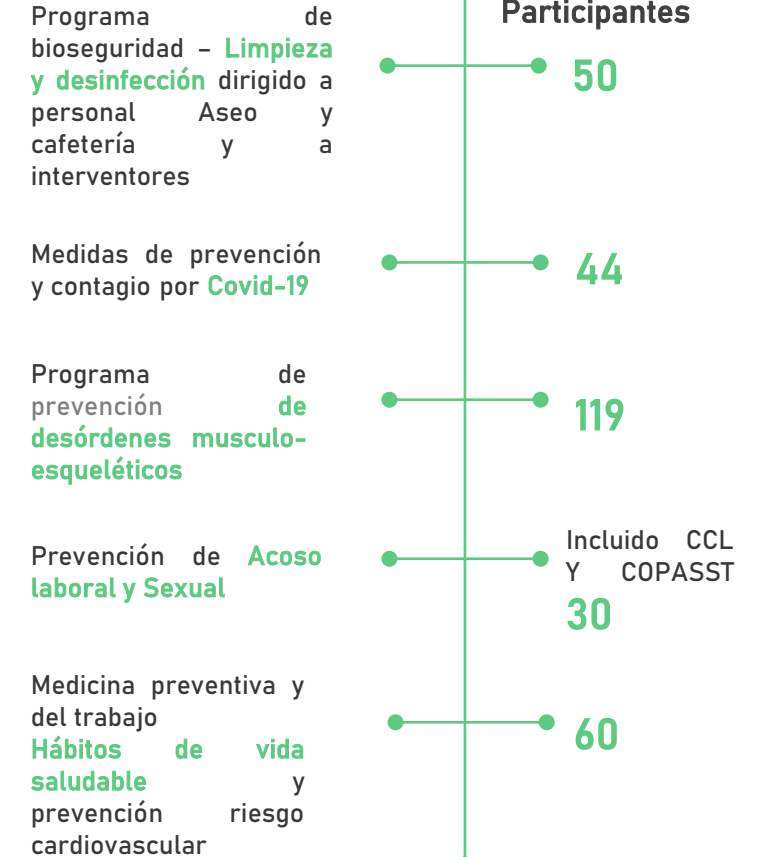 Participantes
Programa de
bioseguridad – Limpieza
y desinfección dirigido a
personal Aseo y
cafetería y a
interventores
50
Medidas de prevención
y contagio por Covid-19
44
Programa de
prevención de
desórdenes musculo-
esqueléticos
119
Prevención de Acoso
laboral y Sexual
Incluido CCL
Y COPASST
30
Medicina preventiva y
del trabajo
Hábitos de vida
saludable y
prevención riesgo
cardiovascular
60